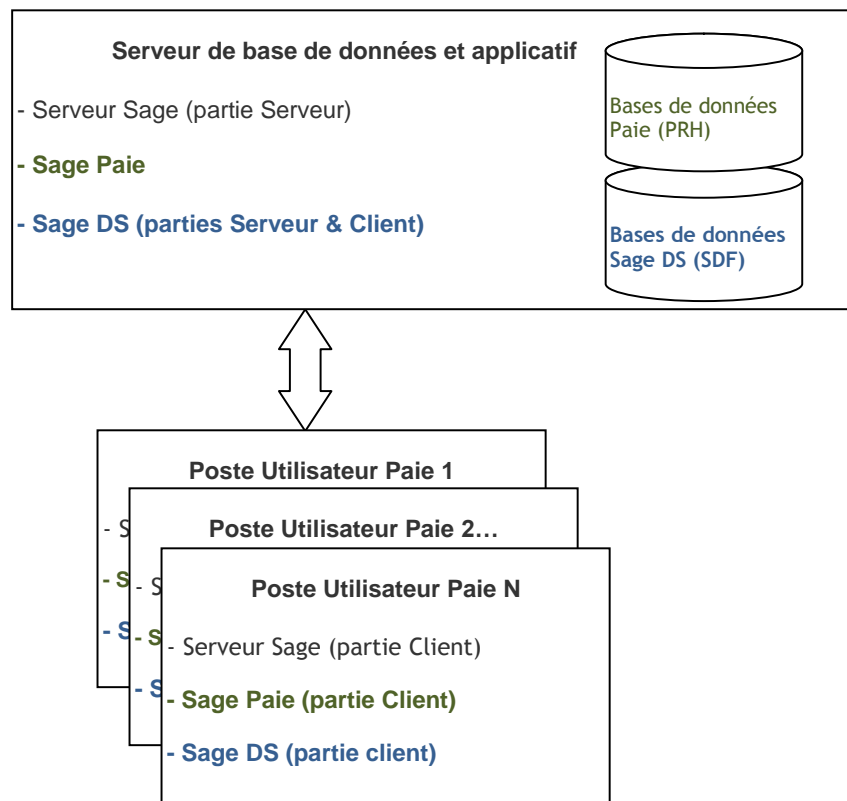 Serveur de base de données et applicatif
- Serveur Sage (partie Serveur)
- Sage Paie
- Sage DS (parties Serveur & Client)
Bases de données
Paie (PRH)
Bases de données
Sage DS (SDF)
Poste Utilisateur Paie 1
- S
- S
- S
Poste Utilisateur Paie 2…
- S
- S
- S
Poste Utilisateur Paie N
- Serveur Sage (partie Client)
- Sage Paie (partie Client)
- Sage DS (partie client)